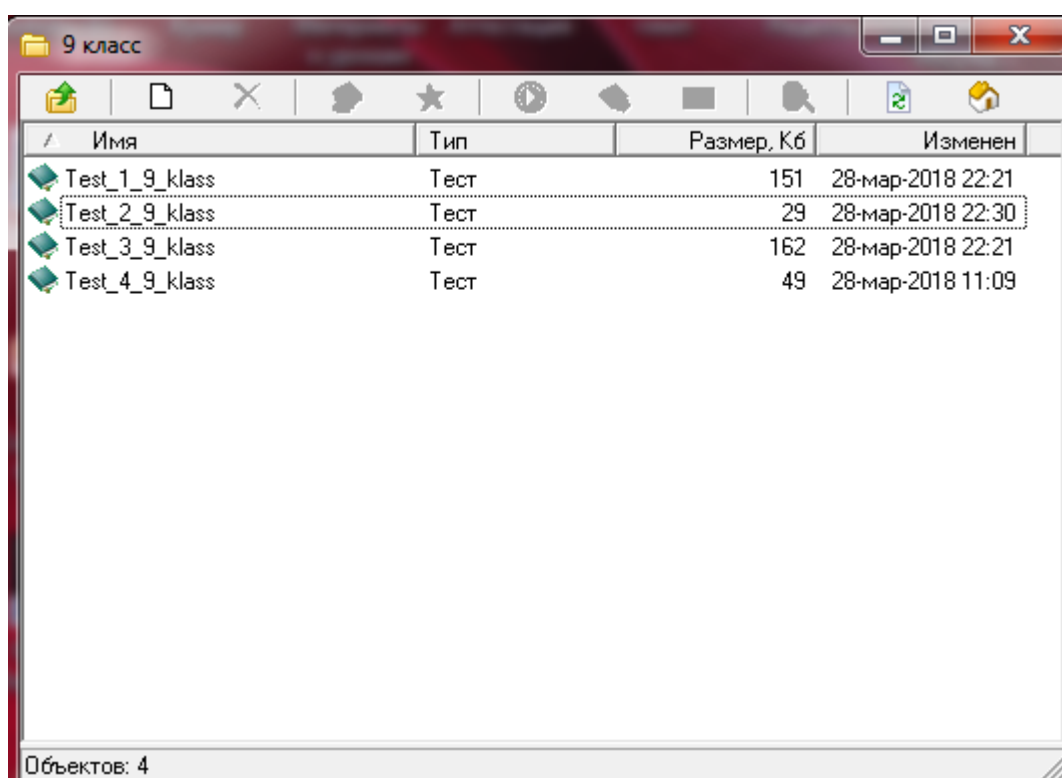 9 класс
Имя Тип Размер, Кб Изменен
Test_1_9_klass Тест 151 28-мар-2018 22:21
Test_2_9_klass Тест 29 28-мар-2018 22:30
Test_3_9_klass Тест 162 28-мар-2018 22:21
Test_4_9_klass Тест 49 28-мар-2018 11:09
Объектов: 4